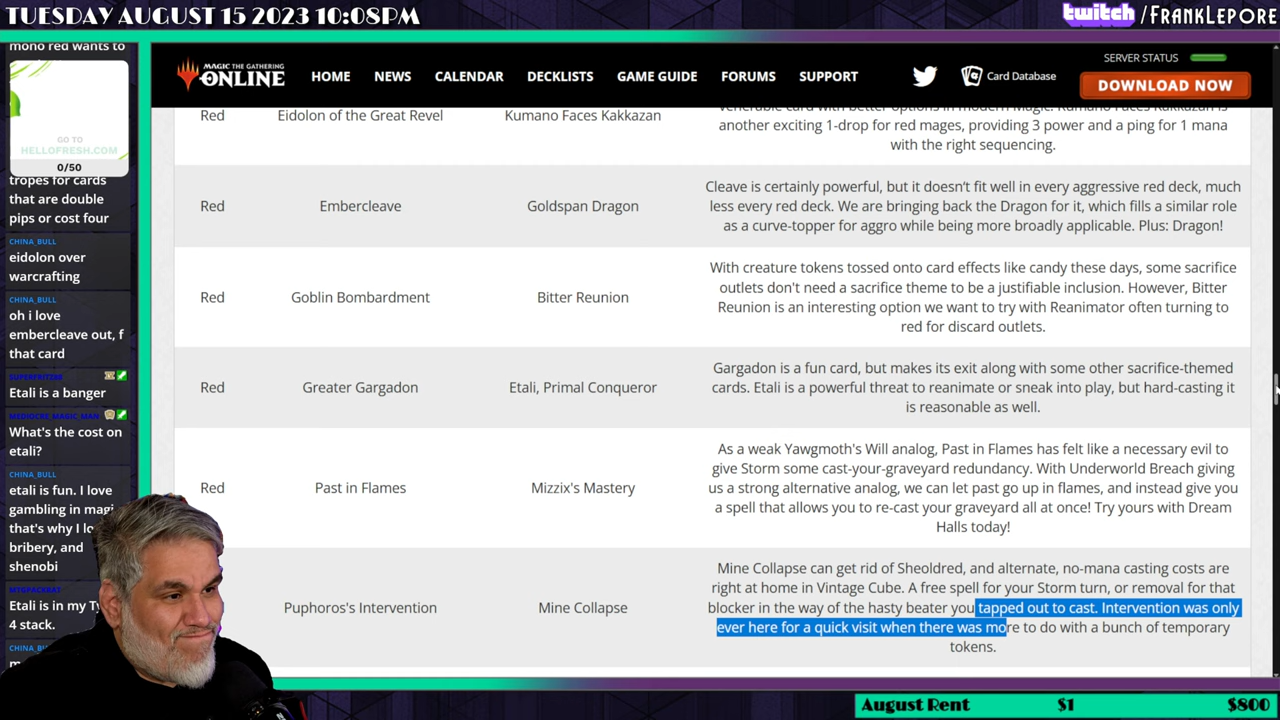 TUESDAY AUGUST 15 2023 10:08PM
twitch /FRANKLEPORE
mono red wants to
GO TO
HELLOFRESH.COM
0/50
tropes for cards
that are double
pips or cost four
CHINA_BULL
eidolon over
warcrafting
CHINA_BULL
oh i love
embercleave out, f
that card
Etali is a banger
MEDIOCRE_MAGIC_MAN
What's the cost on
etali?
CHINA_BULL
etali is fun. I love
gambling in magi
that's why I lo
bribery, and
shenobi
MYGPACKBAT
Etali is in my Ty
4 stack.
CHINA_BUL
MAGIC THE GATHERING
ONLINE
HOME NEWS CALENDAR DECKLISTS GAME GUIDE FORUMS SUPPORT
Card Database
SERVER STATUS
DOWNLOAD NOW
Red Eidolon of the Great Revel Kumano Faces Kakkazan
venerable card with better options in modern Magic. Kumano Faces Kakkazan is
another exciting 1-drop for red mages, providing 3 power and a ping for 1 mana
with the right sequencing.
Red Embercleave Goldspan Dragon
Cleave is certainly powerful, but it doesn't fit well in every aggressive red deck, much
less every red deck. We are bringing back the Dragon for it, which fills a similar role
as a curve-topper for aggro while being more broadly applicable. Plus: Dragon!
Red Goblin Bombardment Bitter Reunion
With creature tokens tossed onto card effects like candy these days, some sacrifice
outlets don't need a sacrifice theme to be a justifiable inclusion. However, Bitter
Reunion is an interesting option we want to try with Reanimator often turning to
red for discard outlets.
Red Greater Gargadon Etali, Primal Conqueror
Gargadon is a fun card, but makes its exit along with some other sacrifice-themed
cards. Etali is a powerful threat to reanimate or sneak into play, but hard-casting it
is reasonable as well.
Red Past in Flames Mizzix's Mastery
As a weak Yawgmoth's Will analog, Past in Flames has felt like a necessary evil to
give Storm some cast-your-graveyard redundancy. With Underworld Breach giving
us a strong alternative analog, we can let past go up in flames, and instead give you
a spell that allows you to re-cast your graveyard all at once! Try yours with Dream
Halls today!
Puphoros's Intervention Mine Collapse
Mine Collapse can get rid of Sheoldred, and alternate, no-mana casting costs are
right at home in Vintage Cube. A free spell for your Storm turn, or removal for that
blocker in the way of the hasty beater you tapped out to cast. Intervention was only
ever here for a quick visit when there was more to do with a bunch of temporary
tokens.
August Rent $1 $800